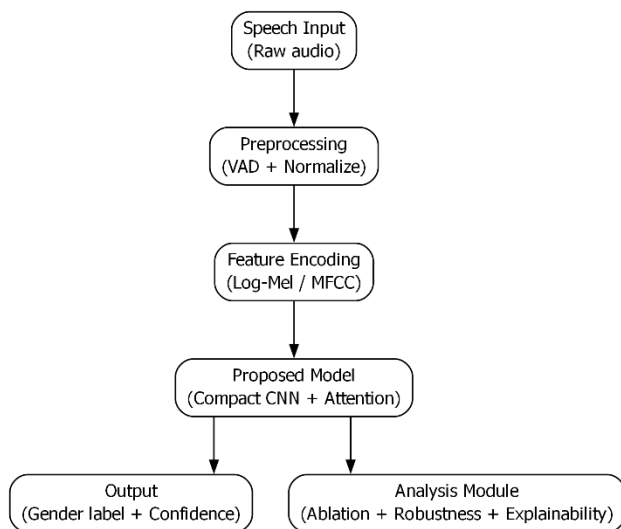 Speech Input
(Raw audio)
Preprocessing
(VAD + Normalize)
Feature Encoding
(Log-Mel / MFCC)
Proposed Model
(Compact CNN + Attention)
Output
(Gender label + Confidence)
Analysis Module
(Ablation + Robustness + Explainability)